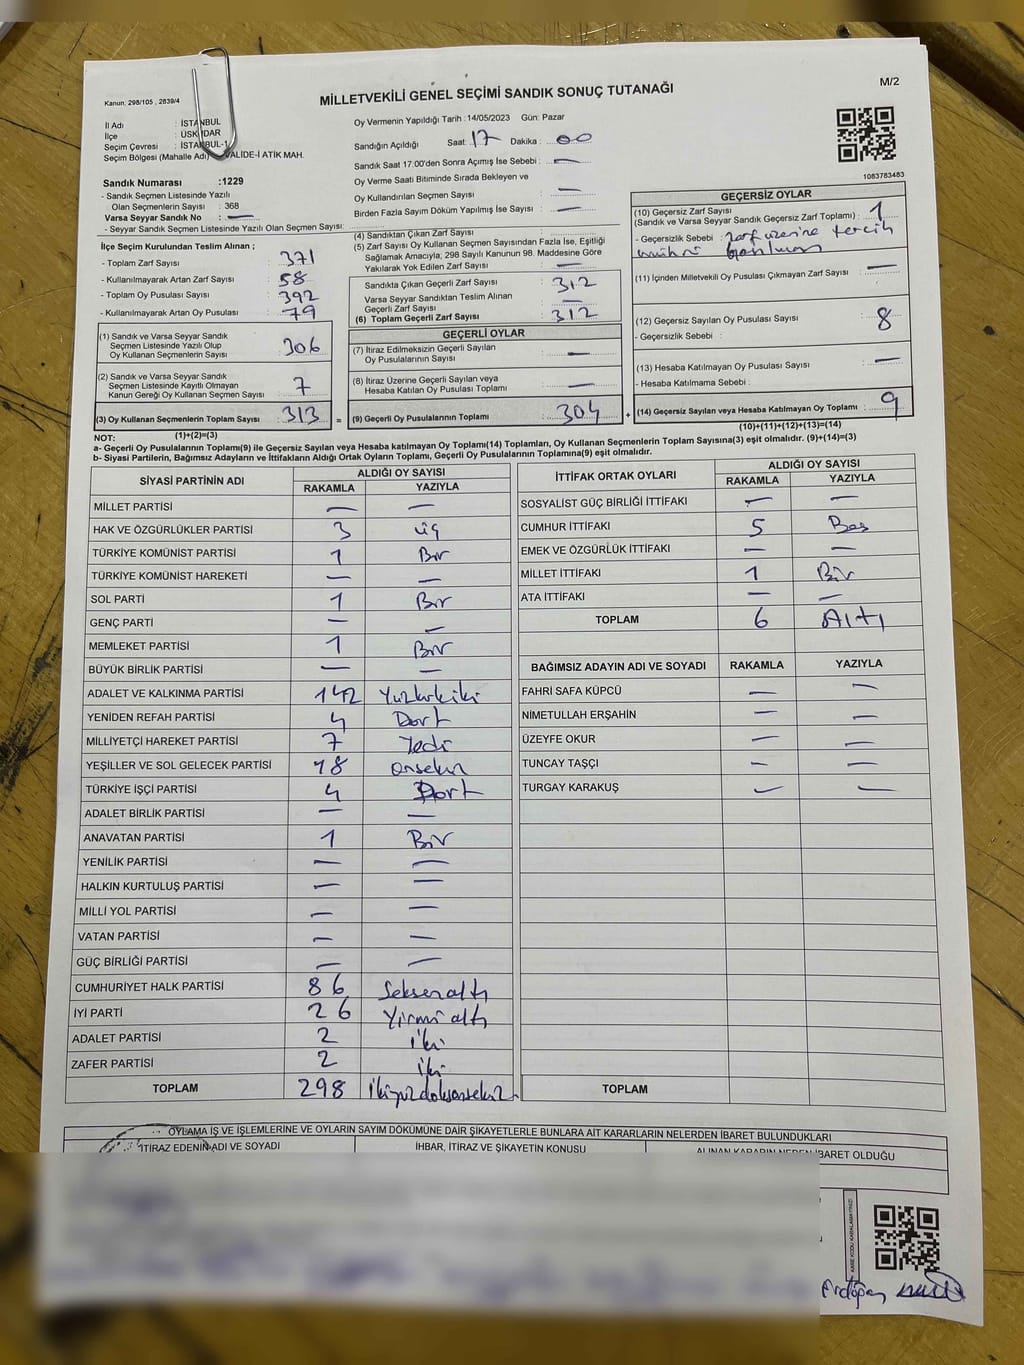 MİLLETVEKİLİ GENEL SEÇİMİ SANDIK SONUÇ TUTANAĞI
M/2
Kanun: 298/105 , 2839/4
İl Adı : İSTANBUL
İlçe : ÜSKÜDAR
Seçim Çevresi : İSTANBUL-1
Seçim Bölgesi (Mahalle Adı) : VALİDE-İ ATİK MAH.
Sandık Numarası :1229
- Sandık Seçmen Listesinde Yazılı
Olan Seçmenlerin Sayısı : 368
Varsa Seyyar Sandık No : —
- Seyyar Sandık Seçmen Listesinde Yazılı Olan Seçmen Sayısı:
İlçe Seçim Kurulundan Teslim Alınan ;
- Toplam Zarf Sayısı : 371
- Kullanılmayarak Artan Zarf Sayısı : 58
- Toplam Oy Pusulası Sayısı : 392
- Kullanılmayarak Artan Oy Pusulası : 79
(1) Sandık ve Varsa Seyyar Sandık
Seçmen Listesinde Yazılı Olup
Oy Kullanan Seçmenlerin Sayısı : 306
(2) Sandık ve Varsa Seyyar Sandık
Seçmen Listesinde Kayıtlı Olmayan
Kanun Gereği Oy Kullanan Seçmen Sayısı : 7
(3) Oy Kullanan Seçmenlerin Toplam Sayısı : 313 =
(1)+(2)=(3)
Oy Vermenin Yapıldığı Tarih :14/05/2023 Gün: Pazar
Sandığın Açıldığı Saat : 17 Dakika : 00
Sandık Saat 17:00'den Sonra Açımış İse Sebebi : —
Oy Verme Saati Bitiminde Sırada Bekleyen ve
Oy Kullandırılan Seçmen Sayısı : —
Birden Fazla Sayım Döküm Yapılmış İse Sayısı : —
(4) Sandıktan Çıkan Zarf Sayısı :
(5) Zarf Sayısı Oy Kullanan Seçmen Sayısından Fazla İse, Eşitliği
Sağlamak Amacıyla; 298 Sayılı Kanunun 98. Maddesine Göre
Yakılarak Yok Edilen Zarf Sayısı : —
Sandıkta Çıkan Geçerli Zarf Sayısı : 312
Varsa Seyyar Sandıktan Teslim Alınan
Geçerli Zarf Sayısı : —
(6) Toplam Geçerli Zarf Sayısı : 312
GEÇERLİ OYLAR
(7) İtiraz Edilmeksizin Geçerli Sayılan
Oy Pusulalarının Sayısı : —
(8) İtiraz Üzerine Geçerli Sayılan veya
Hesaba Katılan Oy Pusulası Toplamı : —
(9) Geçerli Oy Pusulalarının Toplamı : 304 +
1083783483
GEÇERSİZ OYLAR
(10) Geçersiz Zarf Sayısı
(Sandık ve Varsa Seyyar Sandık Geçersiz Zarf Toplamı) : 1
- Geçersizlik Sebebi : zarf üzerine tercih
mührü
(11) İçinden Milletvekili Oy Pusulası Çıkmayan Zarf Sayısı : —
(12) Geçersiz Sayılan Oy Pusulası Sayısı : 8
- Geçersizlik Sebebi :
(13) Hesaba Katılmayan Oy Pusulası Sayısı : —
- Hesaba Katılmama Sebebi :
(14) Geçersiz Sayılan veya Hesaba Katılmayan Oy Toplamı : 9
(10)+(11)+(12)+(13)=(14)
NOT:
a- Geçerli Oy Pusulalarının Toplamı(9) ile Geçersiz Sayılan veya Hesaba katılmayan Oy Toplamı(14) Toplamları, Oy Kullanan Seçmenlerin Toplam Sayısına(3) eşit olmalıdır. (9)+(14)=(3)
b- Siyasi Partilerin, Bağımsız Adayların ve İttifakların Aldığı Ortak Oyların Toplamı, Geçerli Oy Pusulalarının Toplamına(9) eşit olmalıdır.
SİYASİ PARTİNİN ADI ALDIĞI OY SAYISI
RAKAMLA YAZIYLA
MİLLET PARTİSİ — —
HAK VE ÖZGÜRLÜKLER PARTİSİ 3 üç
TÜRKİYE KOMÜNİST PARTİSİ 1 Bir
TÜRKİYE KOMÜNİST HAREKETİ — —
SOL PARTİ 1 Bir
GENÇ PARTİ — —
MEMLEKET PARTİSİ 1 Bir
BÜYÜK BİRLİK PARTİSİ — —
ADALET VE KALKINMA PARTİSİ 142 Yüzkırkiki
YENİDEN REFAH PARTİSİ 4 Dört
MİLLİYETÇİ HAREKET PARTİSİ 7 Yedi
YEŞİLLER VE SOL GELECEK PARTİSİ 18 onsekiz
TÜRKİYE İŞÇİ PARTİSİ 4 Dört
ADALET BİRLİK PARTİSİ — —
ANAVATAN PARTİSİ 1 Bir
YENİLİK PARTİSİ — —
HALKIN KURTULUŞ PARTİSİ — —
MİLLİ YOL PARTİSİ — —
VATAN PARTİSİ — —
GÜÇ BİRLİĞİ PARTİSİ — —
CUMHURİYET HALK PARTİSİ 86 Seksenaltı
İYİ PARTİ 26 Yirmialtı
ADALET PARTİSİ 2 iki
ZAFER PARTİSİ 2 iki
TOPLAM 298 ikiyüzdoksansekiz
İTTİFAK ORTAK OYLARI ALDIĞI OY SAYISI
RAKAMLA YAZIYLA
SOSYALİST GÜÇ BİRLİĞİ İTTİFAKI — —
CUMHUR İTTİFAKI 5 Beş
EMEK VE ÖZGÜRLÜK İTTİFAKI — —
MİLLET İTTİFAKI 1 Bir
ATA İTTİFAKI — —
TOPLAM 6 Altı
BAĞIMSIZ ADAYIN ADI VE SOYADI RAKAMLA YAZIYLA
FAHRİ SAFA KÜPCÜ — —
NİMETULLAH ERŞAHİN — —
ÜZEYFE OKUR — —
TUNCAY TAŞÇI — —
TURGAY KARAKUŞ — —
TOPLAM
OYLAMA İŞ VE İŞLEMLERİNE VE OYLARIN SAYIM DÖKÜMÜNE DAİR ŞİKAYETLERLE BUNLARA AİT KARARLARIN NELERDEN İBARET BULUNDUKLARI
İTİRAZ EDENİN ADI VE SOYADI İHBAR, İTİRAZ VE ŞİKAYETİN KONUSU ALINAN KARARIN NEDEN İBARET OLDUĞU
Erdoğan